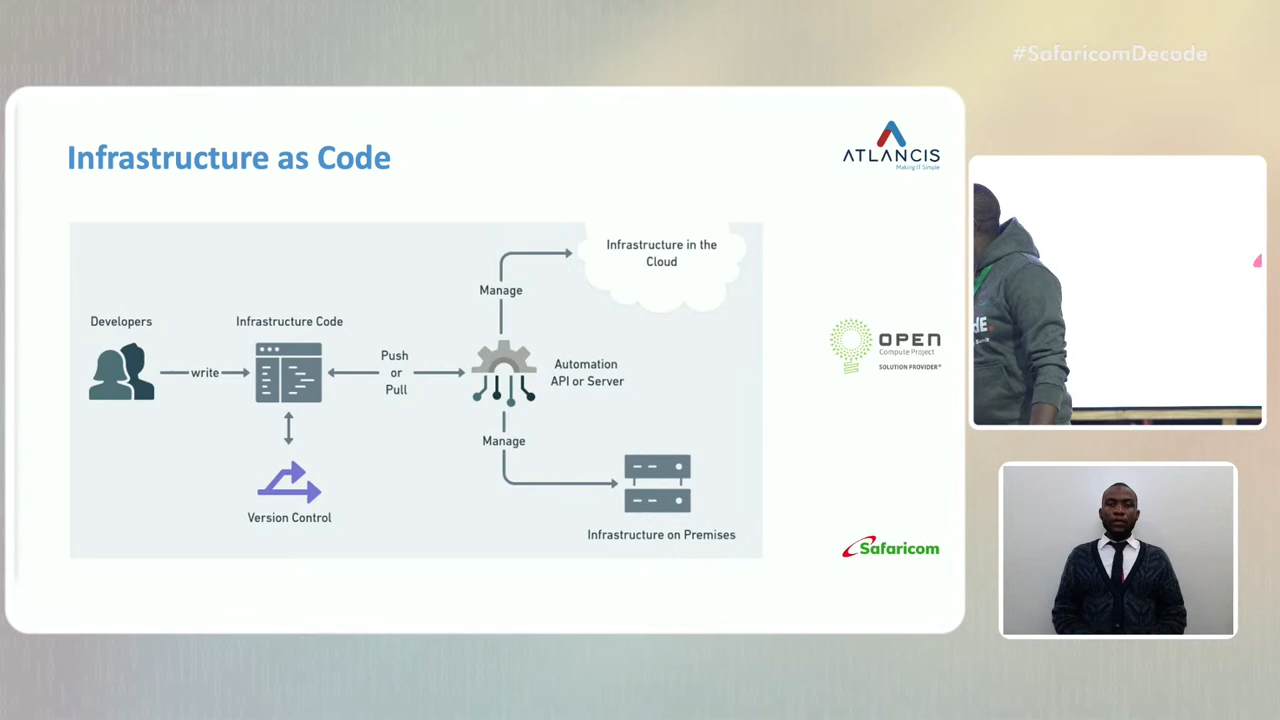 #SafaricomDecode
Infrastructure as Code
ATLANCIS
Making IT Simple
Infrastructure in the
Cloud
Manage
Developers
Infrastructure Code
write
Push
or
Pull
Automation
API or Server
OPEN
Compute Project
SOLUTION PROVIDER®
Manage
Version Control
Infrastructure on Premises
Safaricom